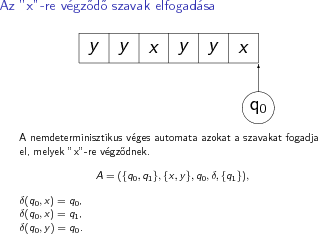 Az "x"-re végződő szavak elfogadása
y y x y y x
q₀
A nemdeterminisztikus véges automata azokat a szavakat fogadja
el, melyek "x"-re végződnek.
A = ({q₀, q₁}, {x, y}, q₀, δ, {q₁}),
δ(q₀, x) = q₀,
δ(q₀, x) = q₁,
δ(q₀, y) = q₀.